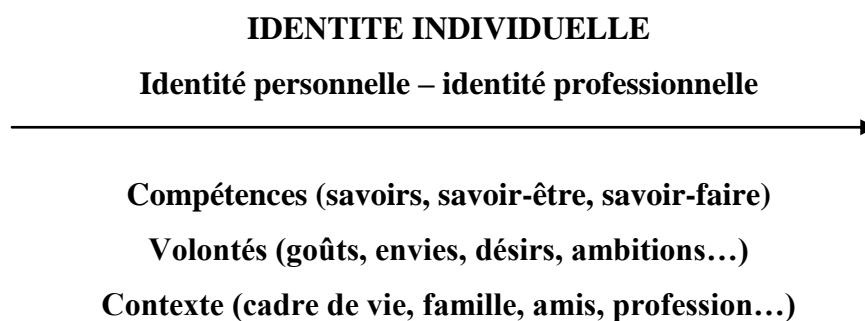 IDENTITE INDIVIDUELLE
Identité personnelle – identité professionnelle
Compétences (savoirs, savoir-être, savoir-faire)
Volontés (goûts, envies, désirs, ambitions…)
Contexte (cadre de vie, famille, amis, profession…)